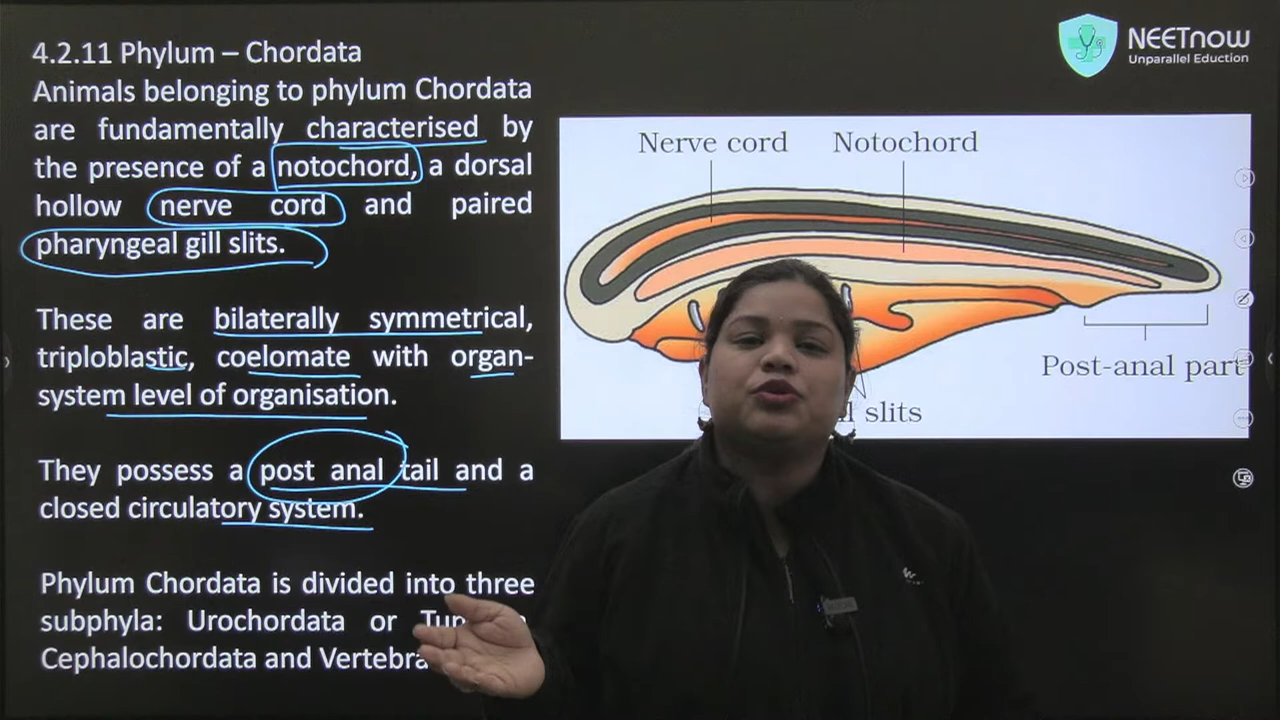 4.2.11 Phylum – Chordata
Animals belonging to phylum Chordata
are fundamentally characterised by
the presence of a notochord, a dorsal
hollow nerve cord and paired
pharyngeal gill slits.
These are bilaterally symmetrical,
triploblastic, coelomate with organ-
system level of organisation.
They possess a post anal tail and a
closed circulatory system.
Phylum Chordata is divided into three
subphyla: Urochordata or
Cephalochordata and
NEETnow
Unparallel Eduction
Nerve cord Notochord
Post-anal part
slits